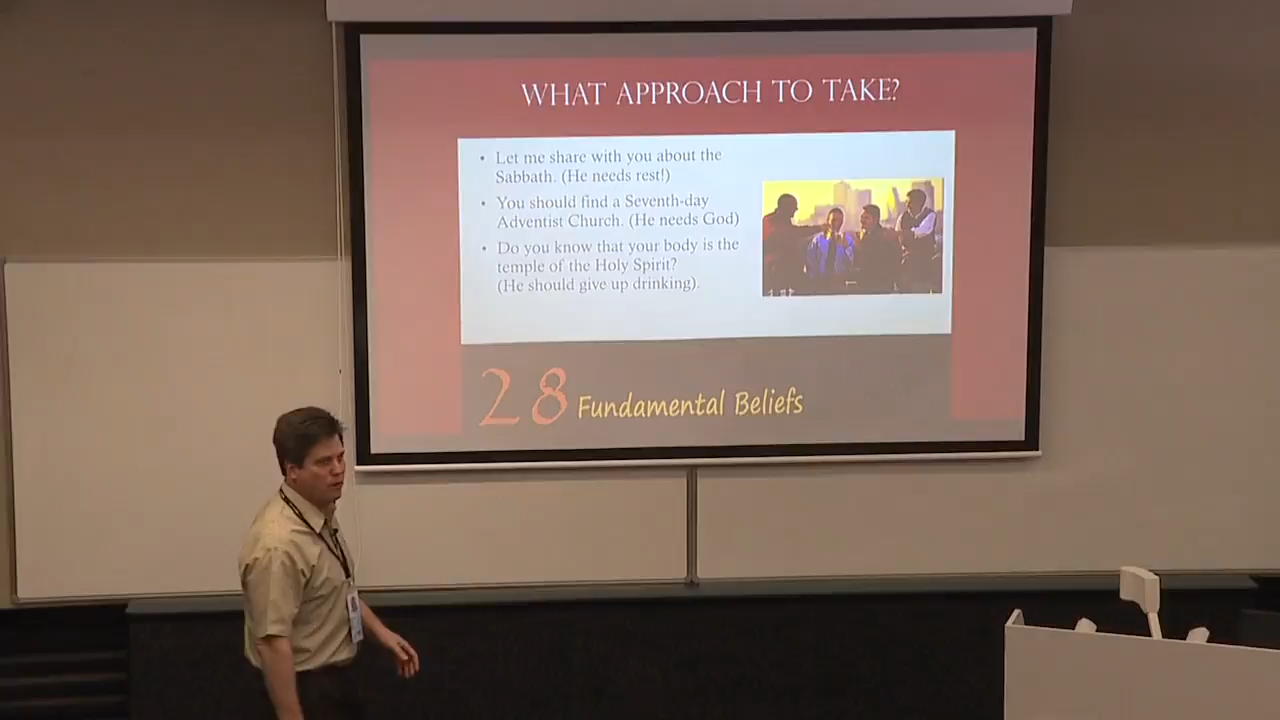 WHAT APPROACH TO TAKE?
• Let me share with you about the
Sabbath. (He needs rest!)
• You should find a Seventh-day
Adventist Church. (He needs God)
• Do you know that your body is the
temple of the Holy Spirit?
(He should give up drinking).
28 Fundamental Beliefs